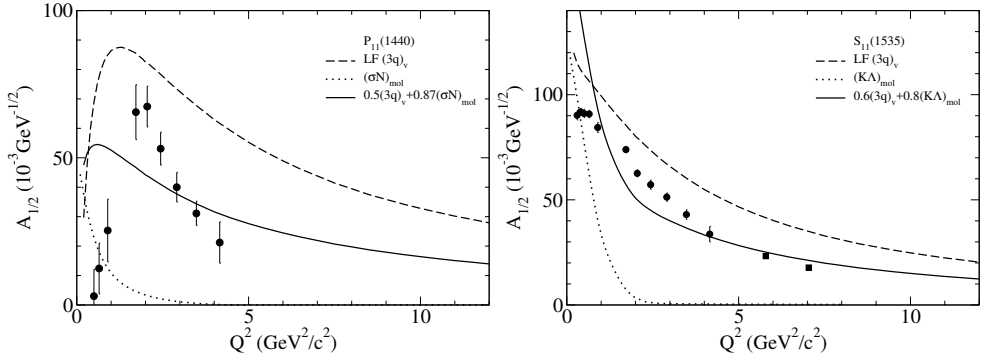 100
50
0
A1/2 (10-3GeV-1/2)
P11(1440)
LF (3q)v
(σN)mol
0.5(3q)v+0.87(σN)mol
0 5 10
Q2 (GeV2/c2)
100
50
0
A1/2 (10-3GeV-1/2)
S11(1535)
LF (3q)v
(KΛ)mol
0.6(3q)v+0.8(KΛ)mol
0 5 10
Q2 (GeV2/c2)